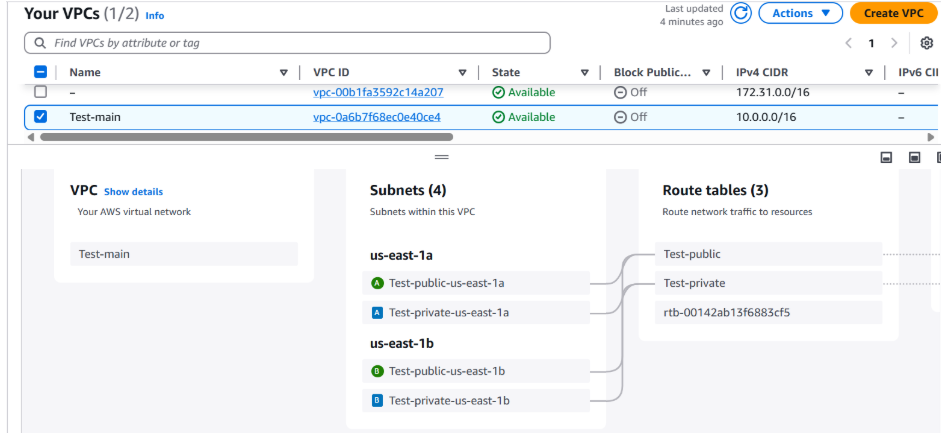 Your VPCs (1/2) Info
Last updated
4 minutes ago
Actions
Create VPC
Find VPCs by attribute or tag
1
Name VPC ID State Block Public... IPv4 CIDR IPv6 CII
– vpc-00b1fa3592c14a207 Available Off 172.31.0.0/16 –
Test-main vpc-0a6b7f68ec0e40ce4 Available Off 10.0.0.0/16 –
VPC Show details
Your AWS virtual network
Test-main
Subnets (4)
Subnets within this VPC
us-east-1a
A Test-public-us-east-1a
A Test-private-us-east-1a
us-east-1b
B Test-public-us-east-1b
B Test-private-us-east-1b
Route tables (3)
Route network traffic to resources
Test-public
Test-private
rtb-00142ab13f6883cf5